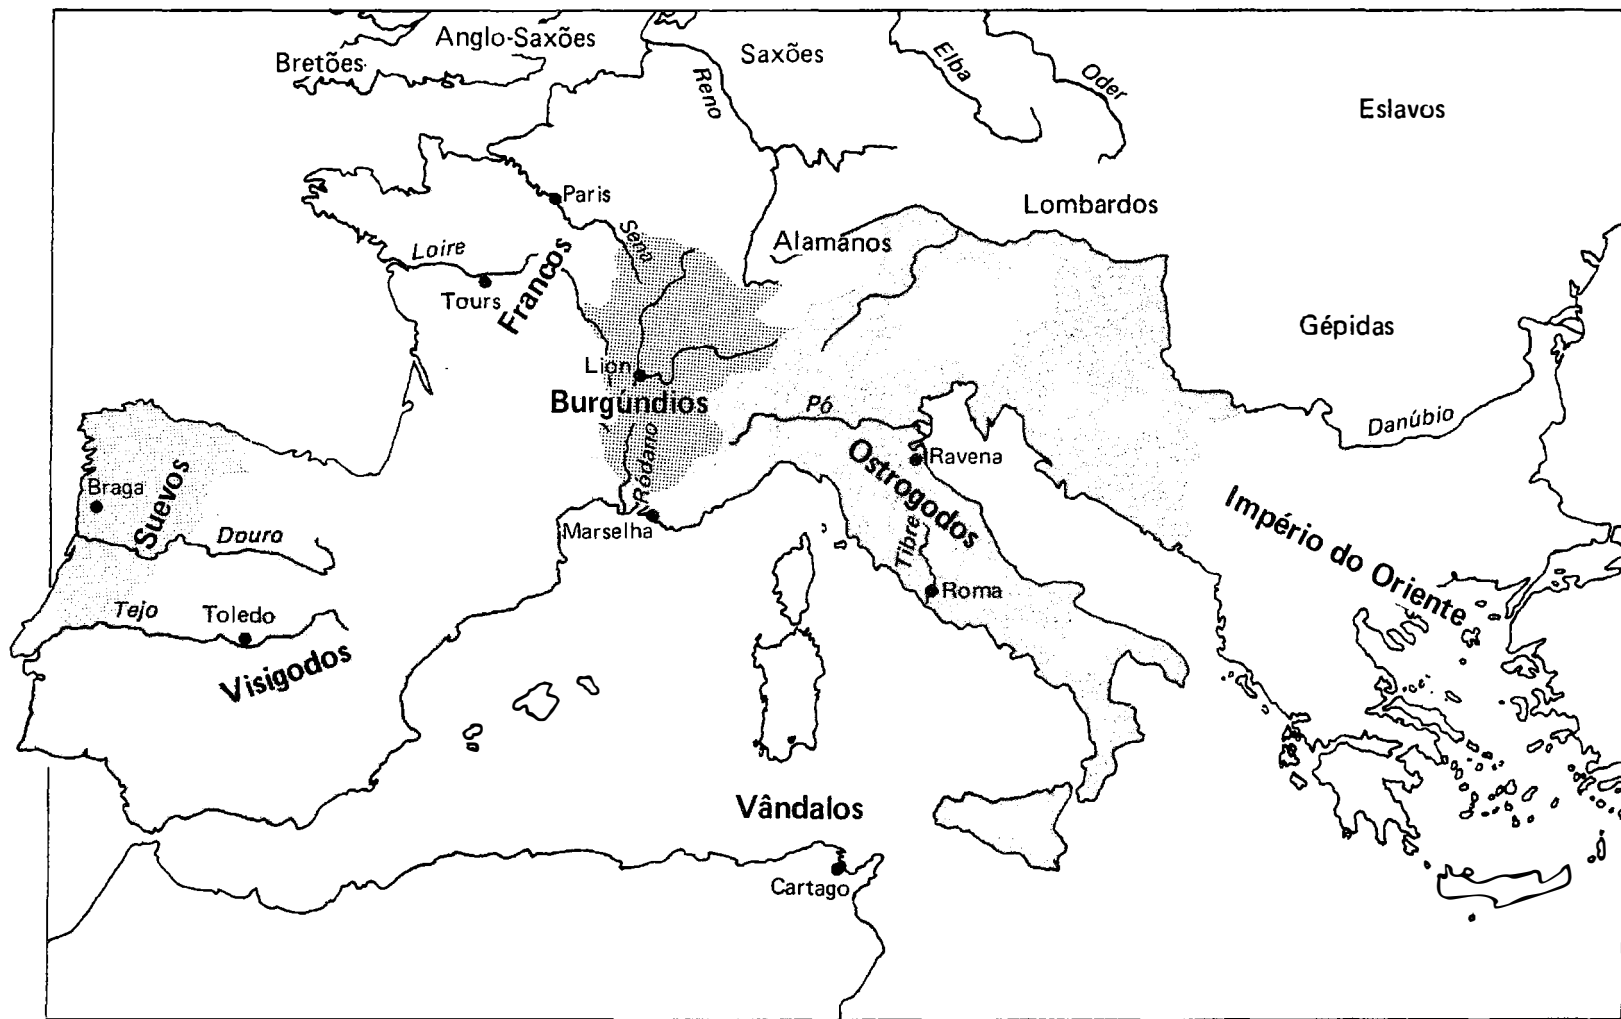 Anglo-Saxões
Bretões
Saxões
Elba
Oder
Reno
Eslavos
Paris
Lombardos
Sena
Alamanos
Loire
Tours
Francos
Gépidas
Lion
Burgúndios
Pó
Danúbio
Ravena
Ostrogodos
Ródano
Braga
Suevos
Douro
Marselha
Tibre
Império do Oriente
Roma
Tejo
Toledo
Visigodos
Vândalos
Cartago